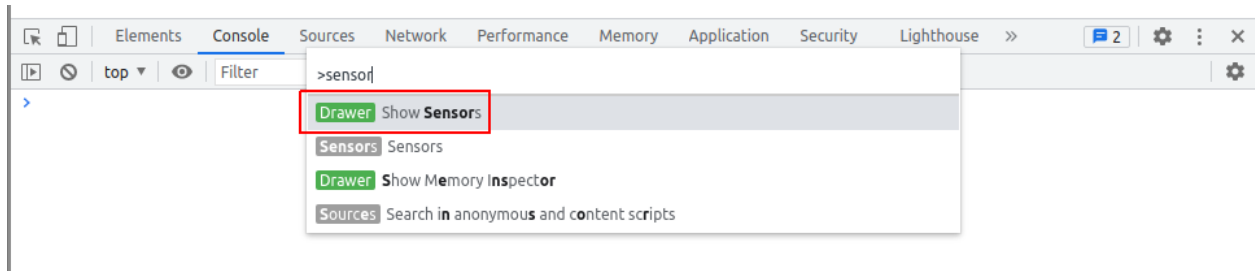 Elements Console Sources Network Performance Memory Application Security Lighthouse 2
top Filter
>sensor
Drawer Show Sensors
Sensors Sensors
Drawer Show Memory Inspector
Sources Search in anonymous and content scripts